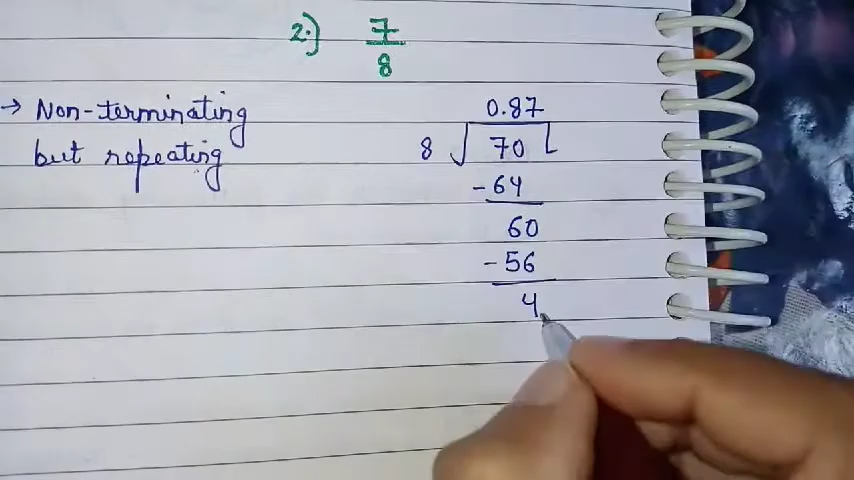 2.) 7
8
→ Non-terminating
but repeating
0.87
8 √ 70
-64
60
-56
4